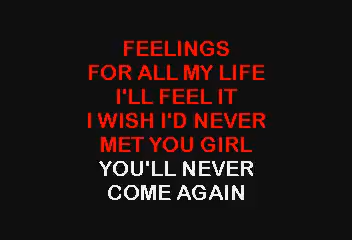 FEELINGS
FOR ALL MY LIFE
I'LL FEEL IT
I WISH I'D NEVER
MET YOU GIRL
YOU'LL NEVER
COME AGAIN